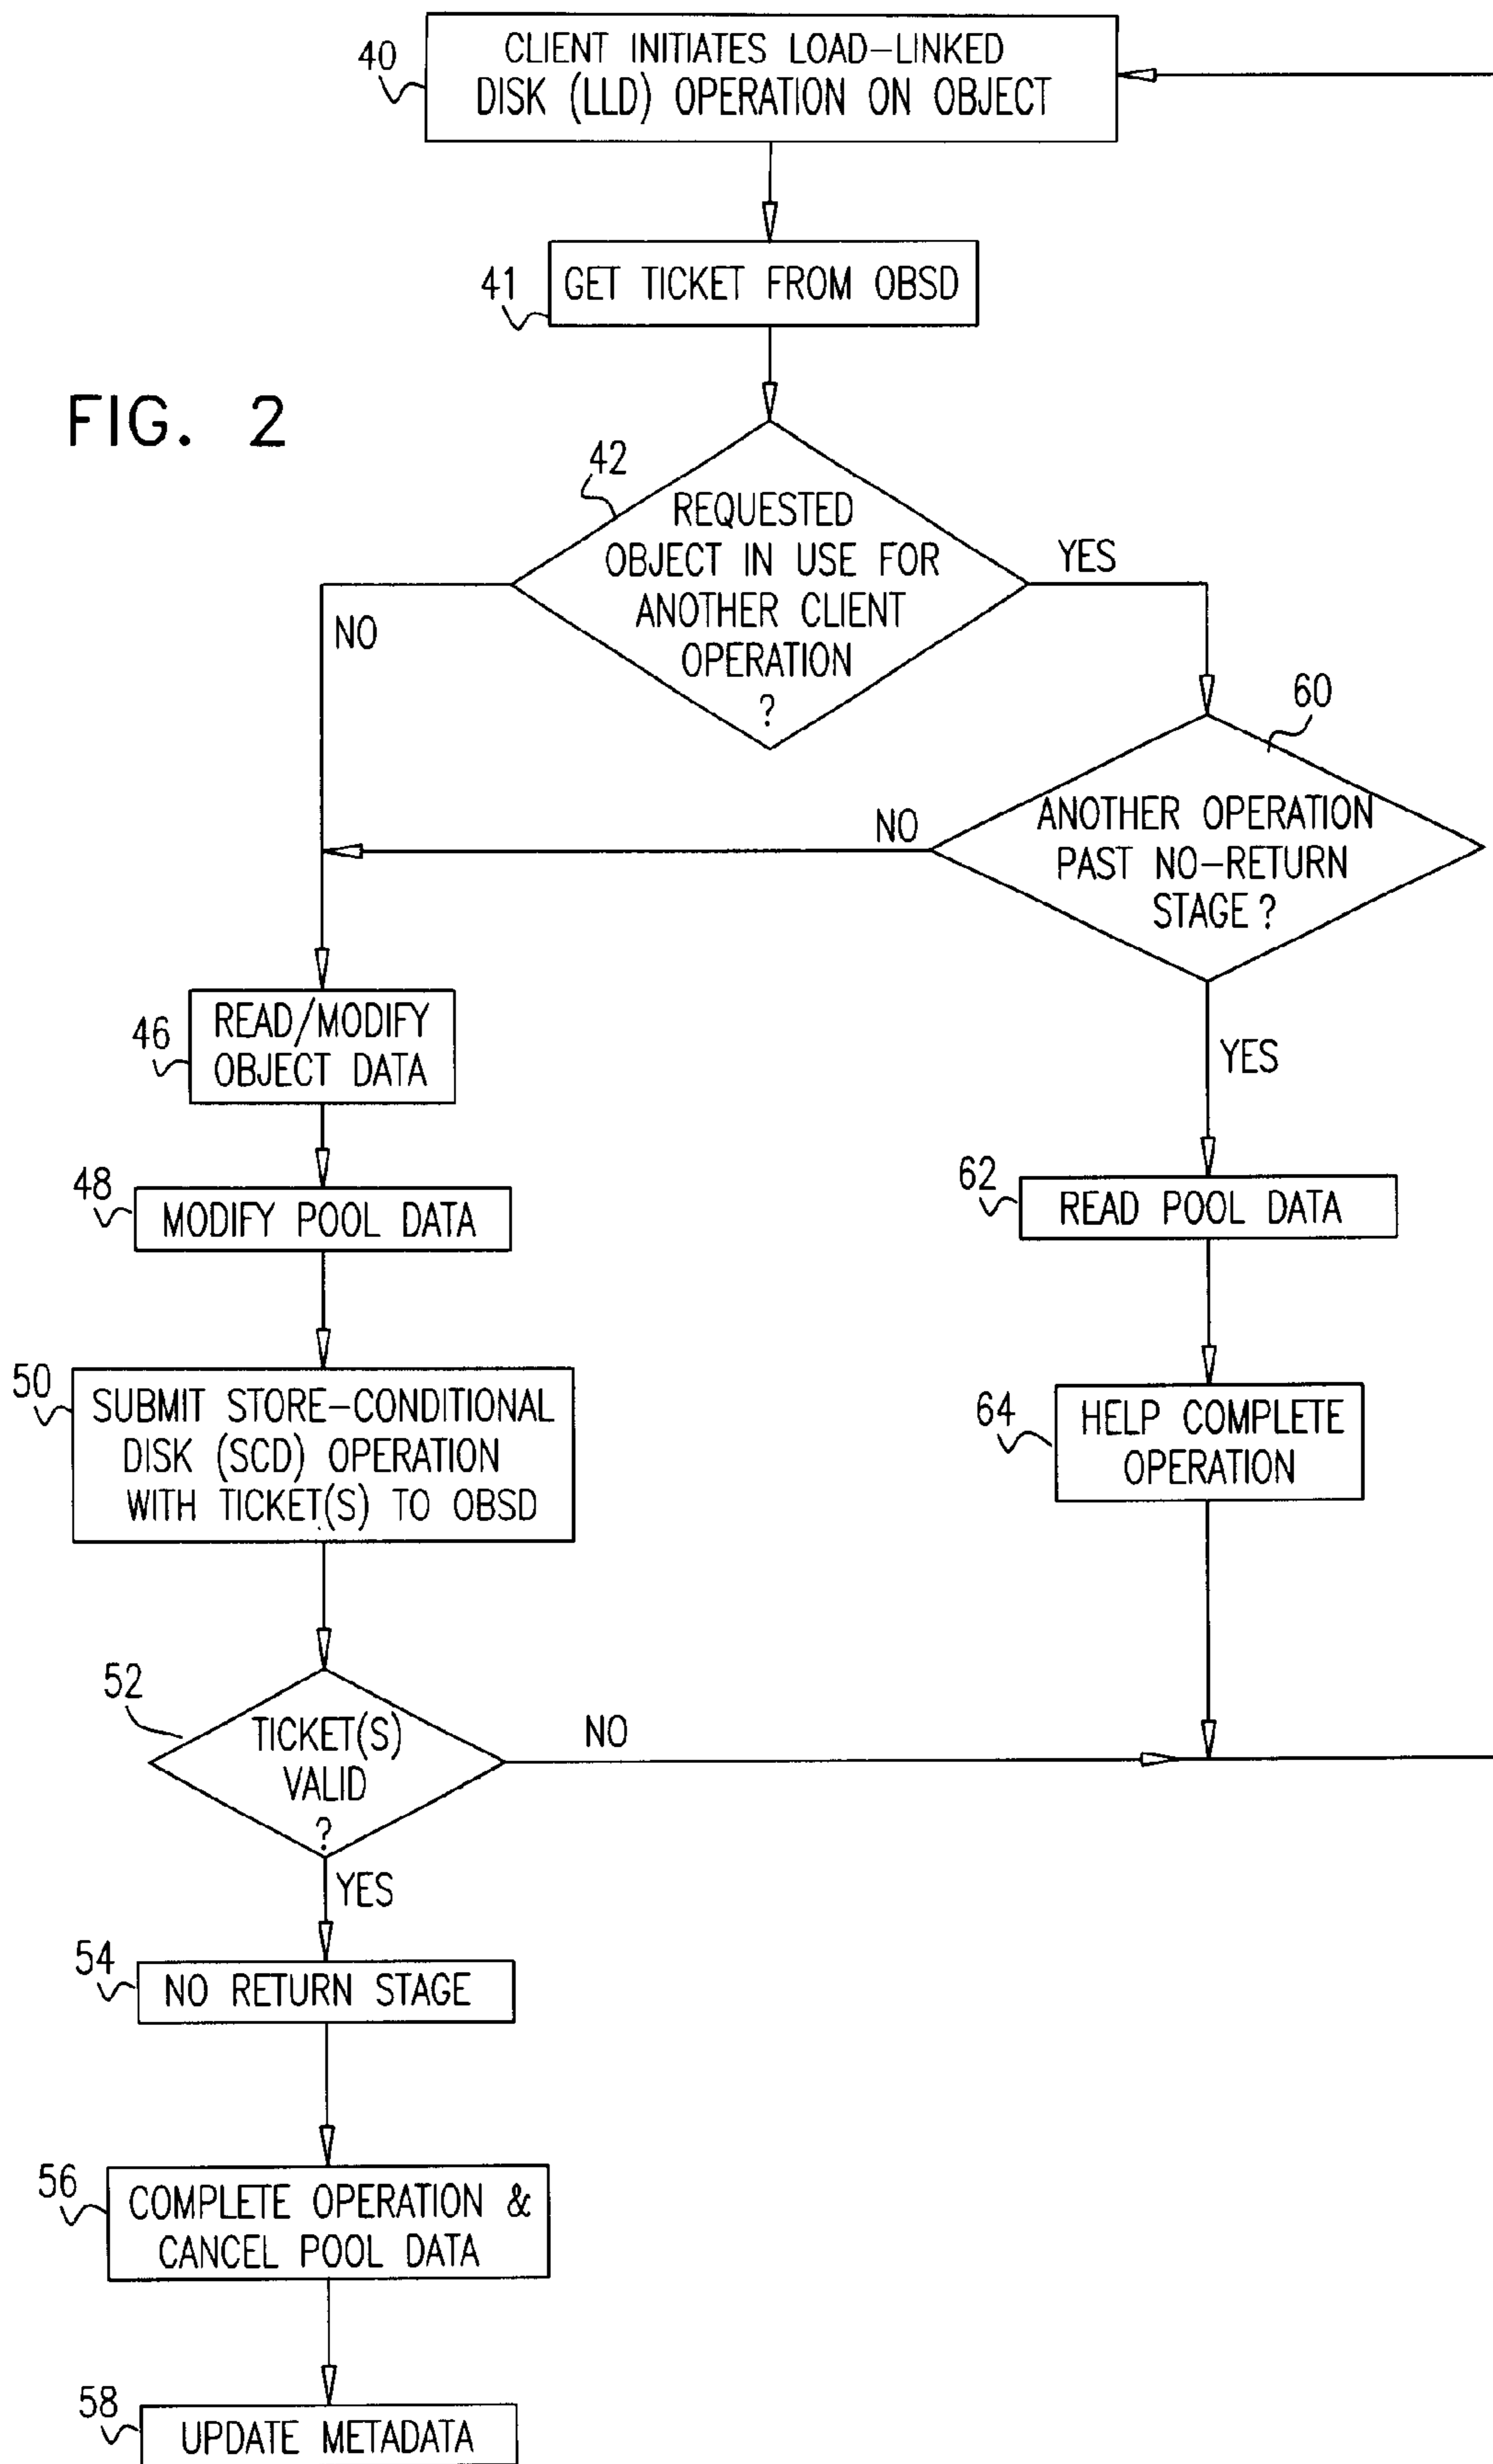 40
CLIENT INITIATES LOAD-LINKED
DISK (LLD) OPERATION ON OBJECT
41
GET TICKET FROM OBSD
FIG. 2
42
REQUESTED
OBJECT IN USE FOR
ANOTHER CLIENT
OPERATION
?
YES
NO
60
ANOTHER OPERATION
PAST NO-RETURN
STAGE?
NO
YES
46
READ/MODIFY
OBJECT DATA
48
MODIFY POOL DATA
62
READ POOL DATA
50
SUBMIT STORE-CONDITIONAL
DISK (SCD) OPERATION
WITH TICKET(S) TO OBSD
64
HELP COMPLETE
OPERATION
52
TICKET(S)
VALID
?
NO
YES
54
NO RETURN STAGE
56
COMPLETE OPERATION &
CANCEL POOL DATA
58
UPDATE METADATA